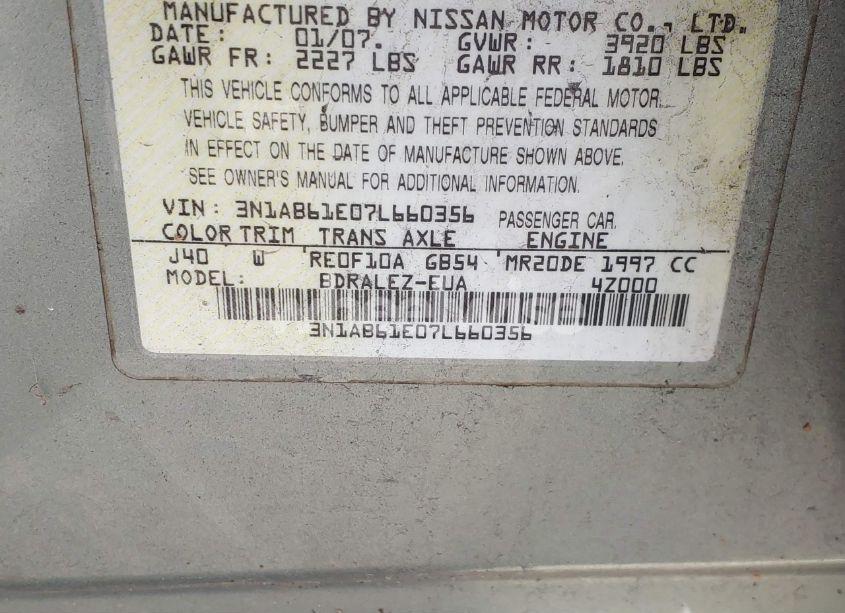 MANUFACTURED BY NISSAN MOTOR CO., LTD.
DATE: 01/07. GVWR: 3920 LBS
GAWR FR: 2227 LBS GAWR RR: 1810 LBS
THIS VEHICLE CONFORMS TO ALL APPLICABLE FEDERAL MOTOR
VEHICLE SAFETY, BUMPER AND THEFT PREVENTION STANDARDS
IN EFFECT ON THE DATE OF MANUFACTURE SHOWN ABOVE.
SEE OWNER'S MANUAL FOR ADDITIONAL INFORMATION
VIN: 3N1AB61E07L660356 PASSENGER CAR.
COLOR TRIM TRANS AXLE ENGINE
J40 W RE0F10A GB54 MR20DE 1997 CC
MODEL: BDRALEZ-EUA 4Z000
3N1AB61E07L660356